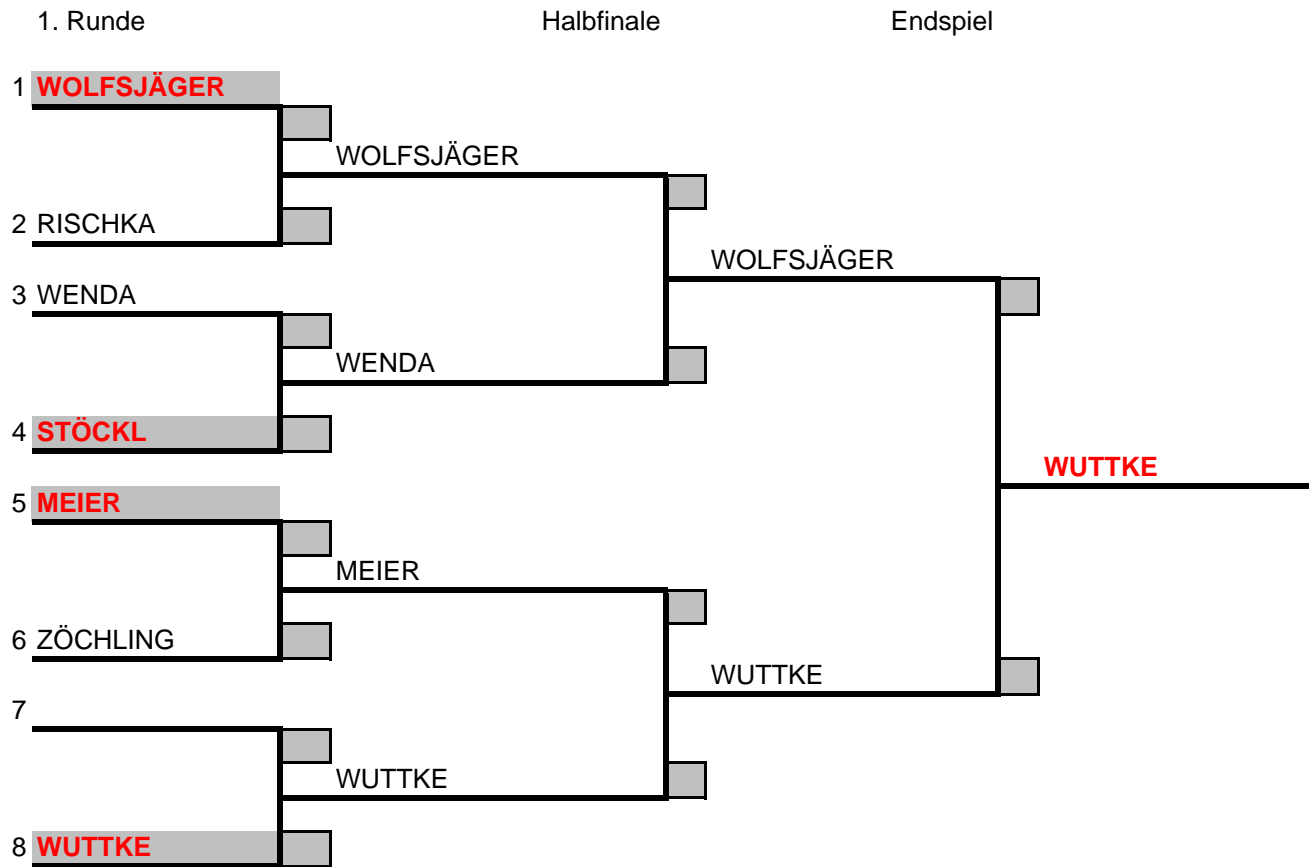 1. Runde Halbfinale Endspiel
1 WOLFSJÄGER
WOLFSJÄGER
2 RISCHKA
WOLFSJÄGER
3 WENDA
WENDA
4 STÖCKL
WUTTKE
5 MEIER
MEIER
6 ZÖCHLING
WUTTKE
7
WUTTKE
8 WUTTKE